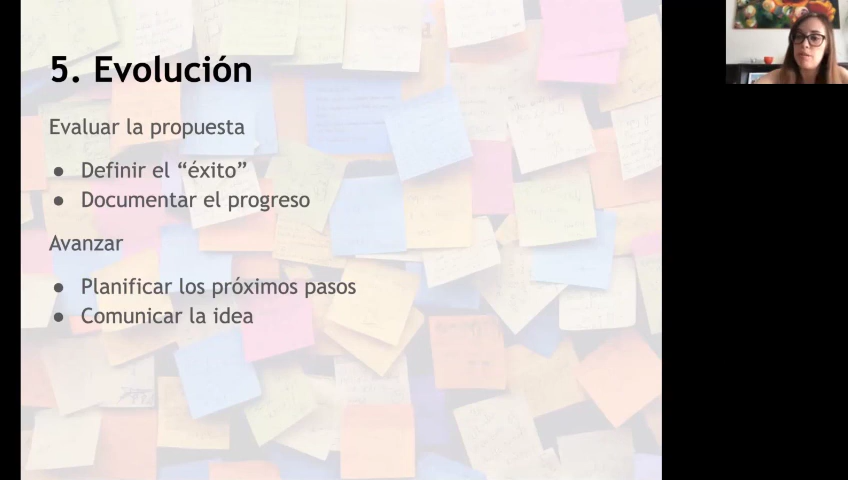 5. Evolución
Evaluar la propuesta
● Definir el “éxito”
● Documentar el progreso
Avanzar
● Planificar los próximos pasos
● Comunicar la idea